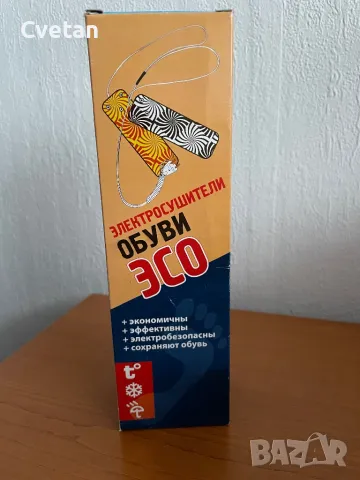 Cvetan
ЭЛЕКТРОСУШИТЕЛИ
ОБУВИ
ЭСО
+ экономичны
+ эффективны
+ электробезопасны
+ сохраняют обувь
t°
BAZAR